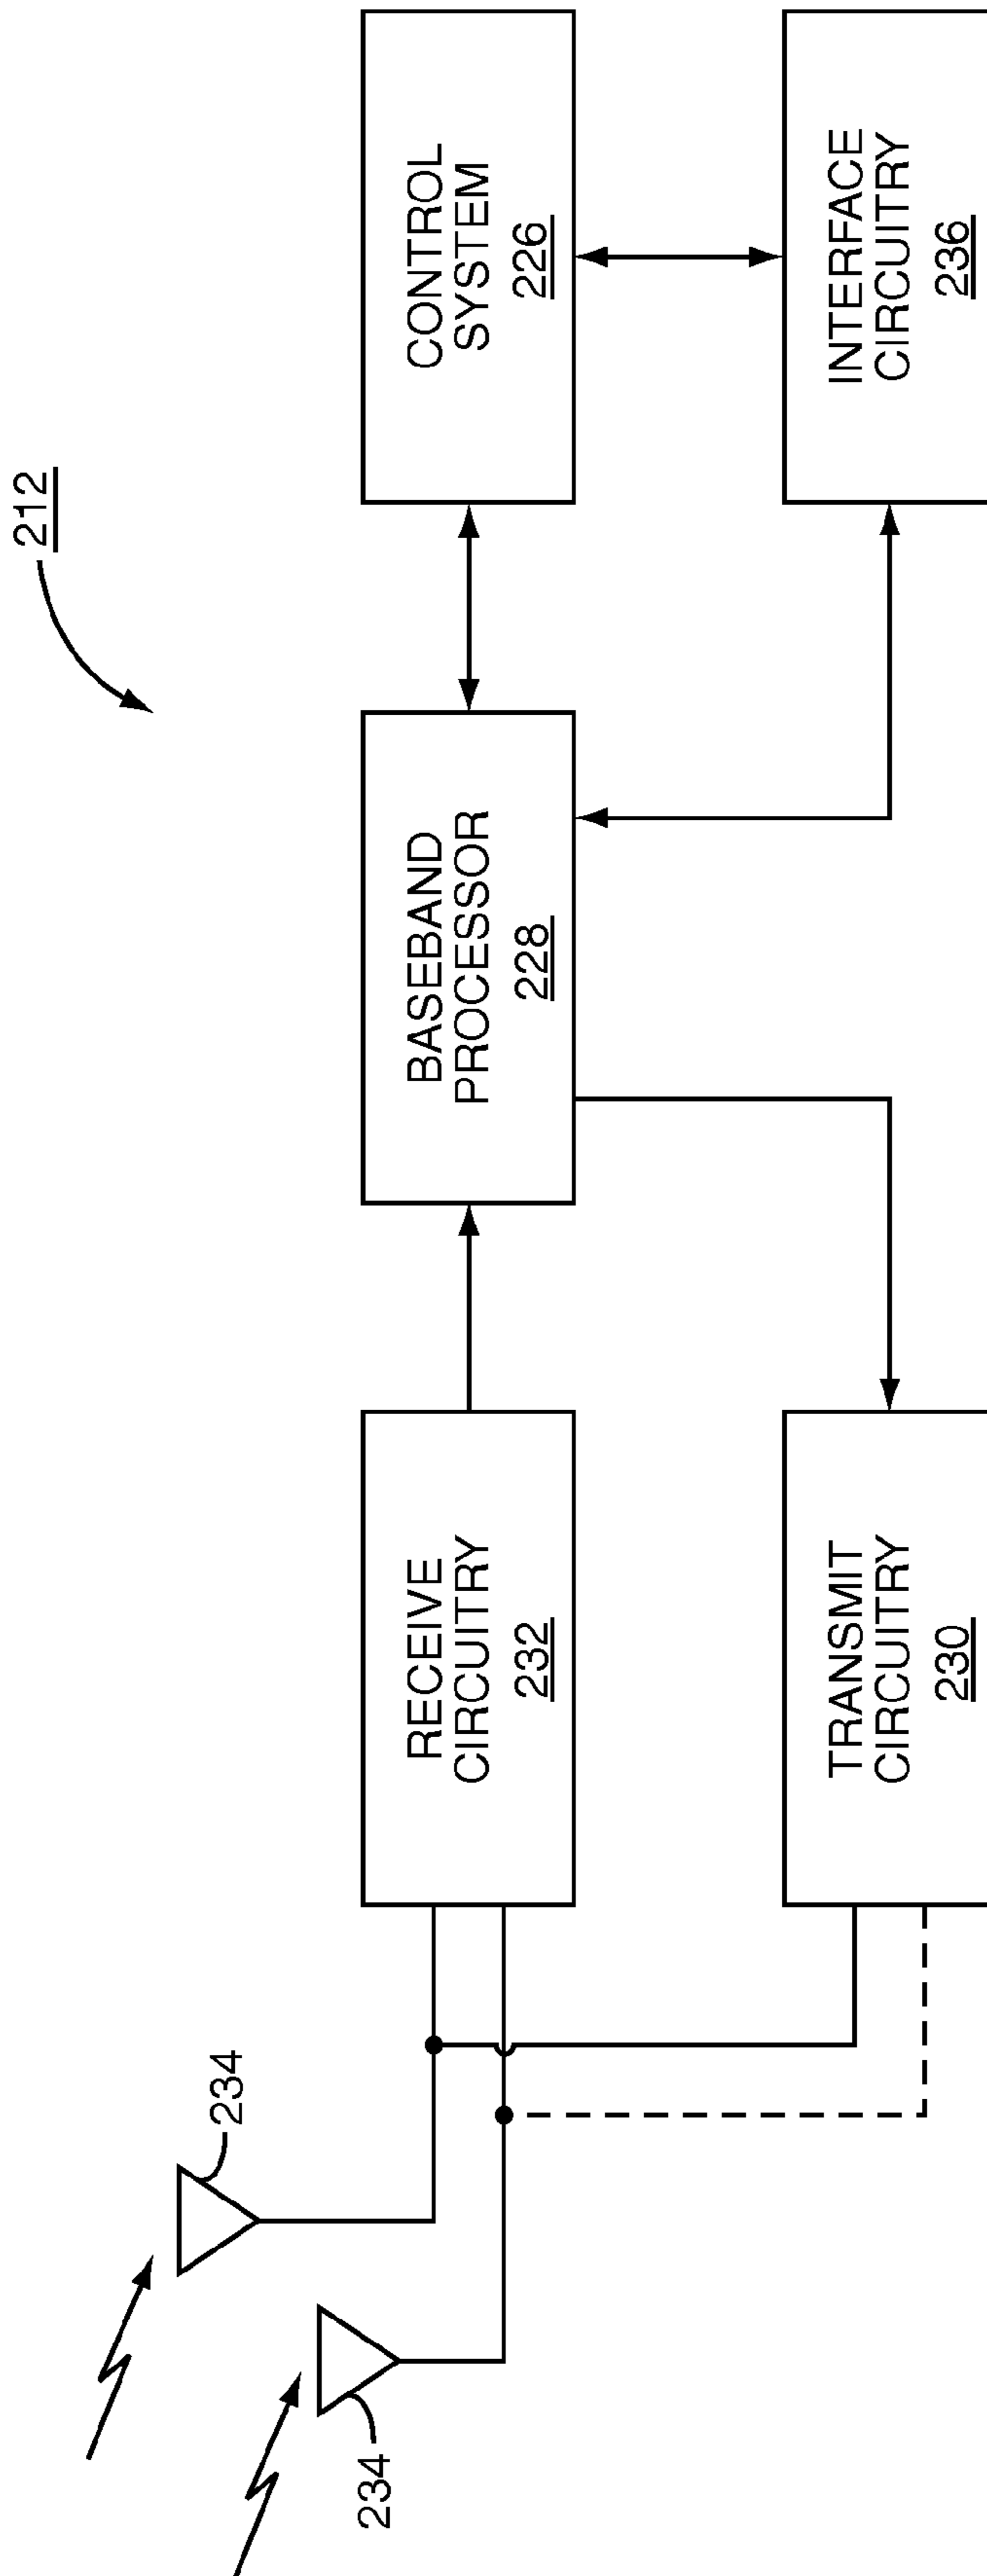 212
234
234
RECEIVE
CIRCUITRY
232
BASEBAND
PROCESSOR
228
CONTROL
SYSTEM
226
TRANSMIT
CIRCUITRY
230
INTERFACE
CIRCUITRY
236